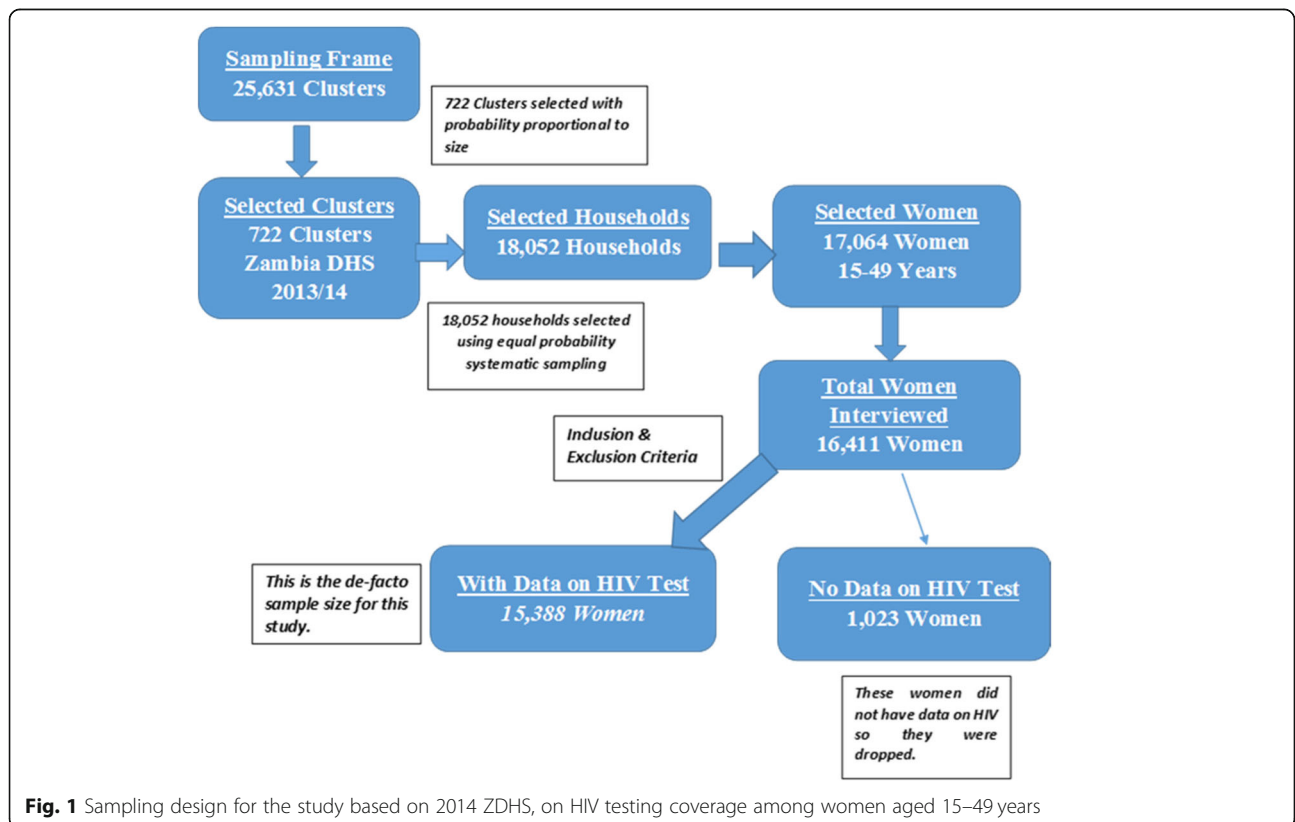 Sampling Frame
25,631 Clusters
722 Clusters selected with
probability proportional to
size
Selected Clusters
722 Clusters
Zambia DHS
2013/14
Selected Households
18,052 Households
Selected Women
17,064 Women
15-49 Years
18,052 households selected
using equal probability
systematic sampling
Total Women
Interviewed
16,411 Women
Inclusion &
Exclusion Criteria
This is the de-facto
sample size for this
study.
With Data on HIV Test
15,388 Women
No Data on HIV Test
1,023 Women
These women did
not have data on HIV
so they were
dropped.
Fig. 1 Sampling design for the study based on 2014 ZDHS, on HIV testing coverage among women aged 15–49 years